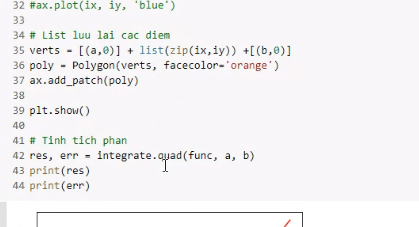 32 #ax.plot(ix, iy, 'blue')
33
34 # List luu lai cac diem
35 verts = [(a,0)] + list(zip(ix,iy)) +[(b,0)]
36 poly = Polygon(verts, facecolor='orange')
37 ax.add_patch(poly)
38
39 plt.show()
40
41 # Tinh tich phan
42 res, err = integrate.quad(func, a, b)
43 print(res)
44 print(err)